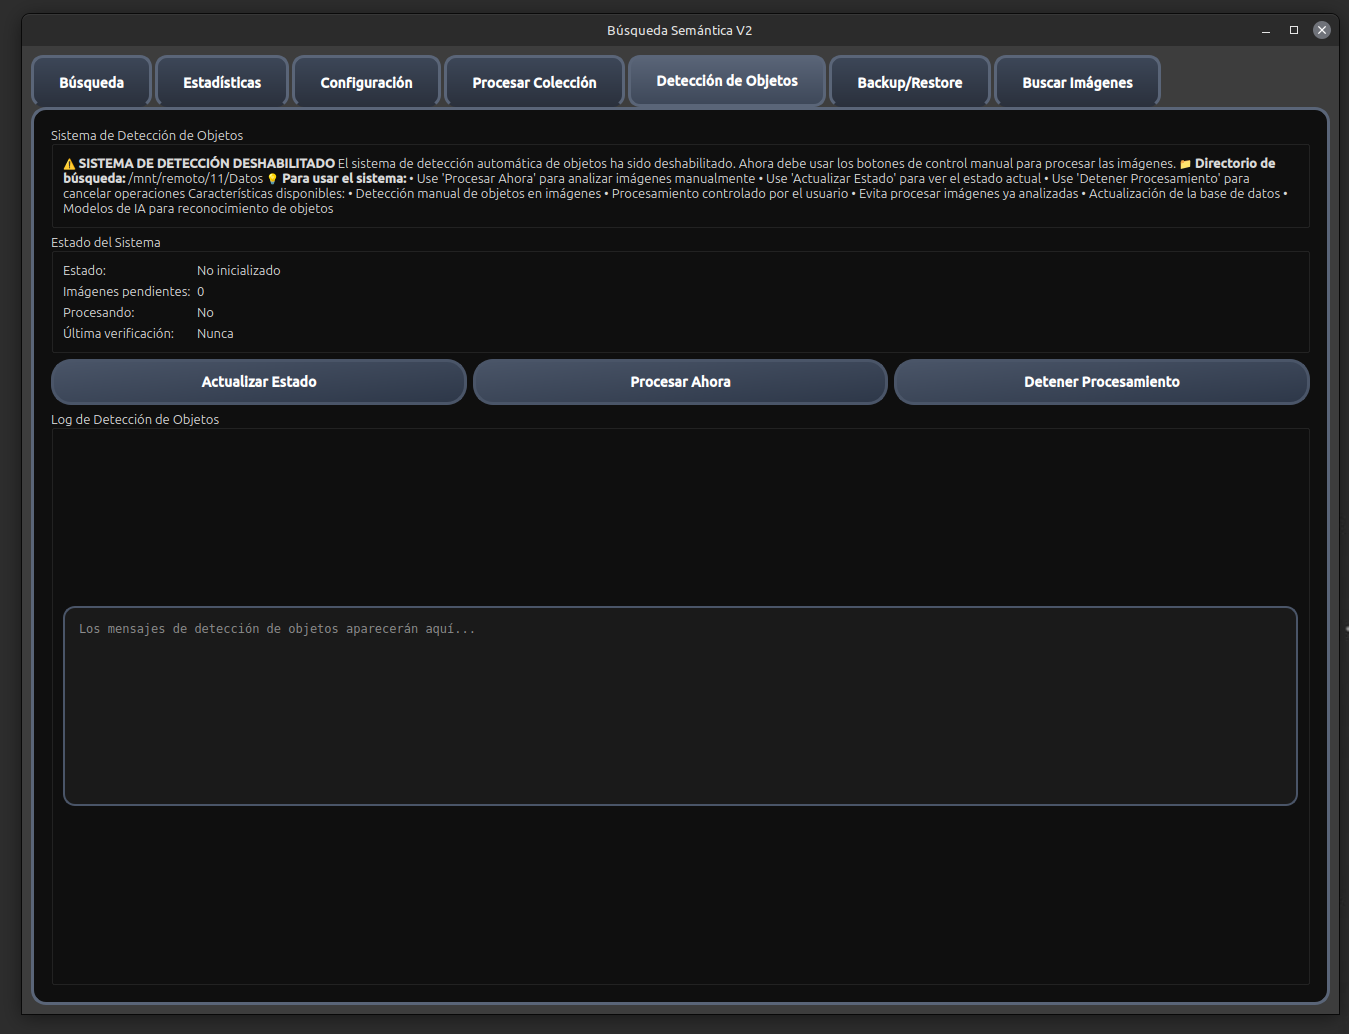 Búsqueda Semántica V2
Búsqueda
Estadísticas
Configuración
Procesar Colección
Detección de Objetos
Backup/Restore
Buscar Imágenes
Sistema de Detección de Objetos
⚠️ SISTEMA DE DETECCIÓN DESHABILITADO El sistema de detección automática de objetos ha sido deshabilitado. Ahora debe usar los botones de control manual para procesar las imágenes. 📁 Directorio de
búsqueda: /mnt/remoto/11/Datos 💡 Para usar el sistema: • Use 'Procesar Ahora' para analizar imágenes manualmente • Use 'Actualizar Estado' para ver el estado actual • Use 'Detener Procesamiento' para
cancelar operaciones Características disponibles: • Detección manual de objetos en imágenes • Procesamiento controlado por el usuario • Evita procesar imágenes ya analizadas • Actualización de la base de datos •
Modelos de IA para reconocimiento de objetos
Estado del Sistema
Estado: No inicializado
Imágenes pendientes: 0
Procesando: No
Última verificación: Nunca
Actualizar Estado
Procesar Ahora
Detener Procesamiento
Log de Detección de Objetos
Los mensajes de detección de objetos aparecerán aquí...